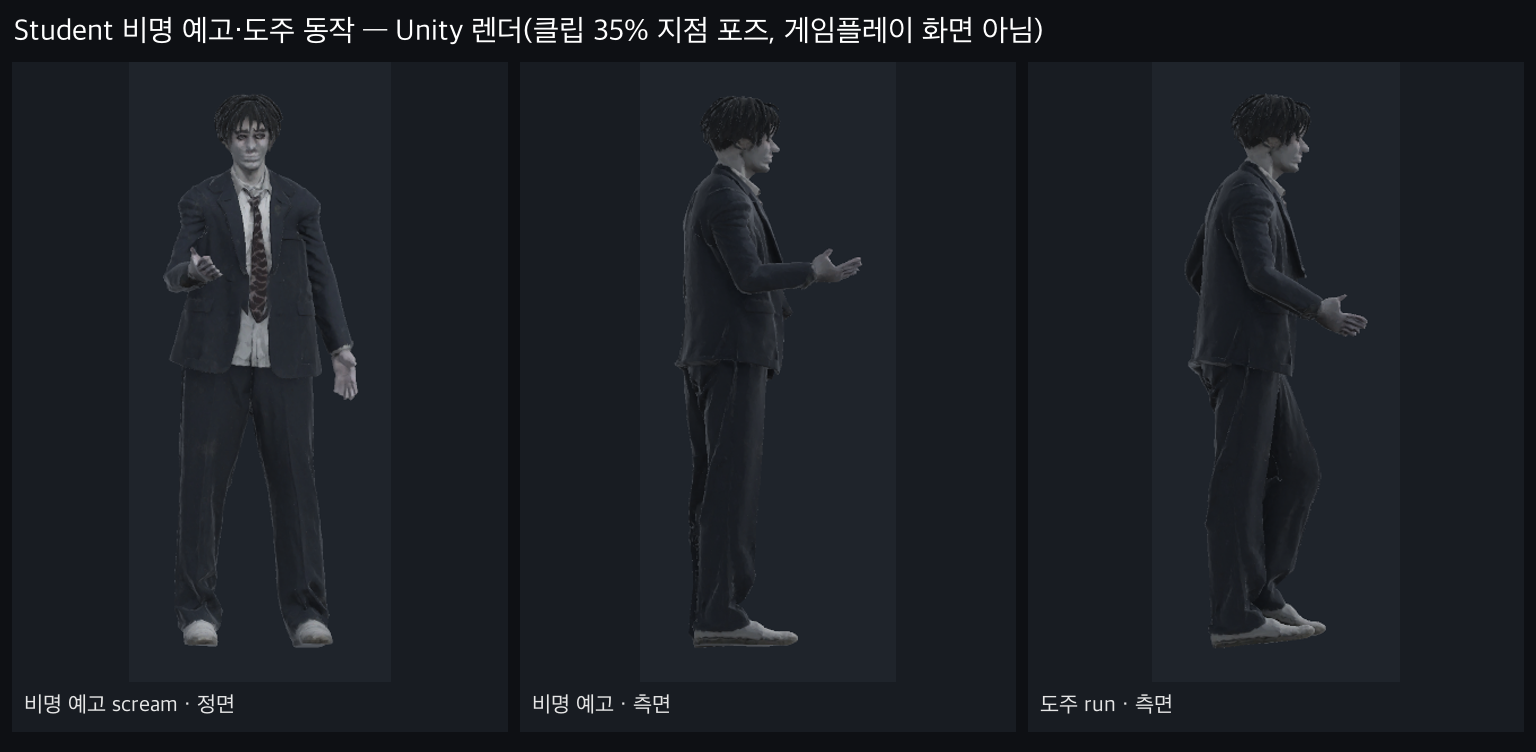 Student 비명 예고·도주 동작 — Unity 렌더(클립 35% 지점 포즈, 게임플레이 화면 아님)
비명 예고 scream · 정면
비명 예고 · 측면
도주 run · 측면